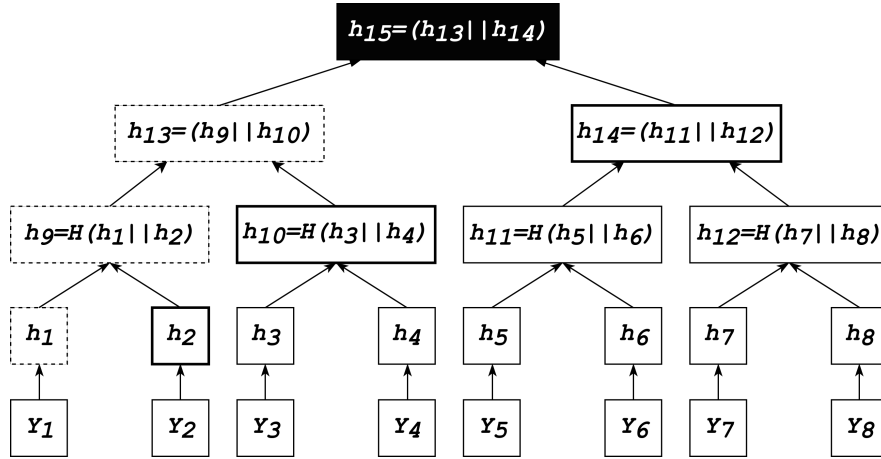 h15=(h13||h14)
h13=(h9||h10)
h14=(h11||h12)
h9=H(h1||h2)
h10=H(h3||h4)
h11=H(h5||h6)
h12=H(h7||h8)
h1
h2
h3
h4
h5
h6
h7
h8
Y1
Y2
Y3
Y4
Y5
Y6
Y7
Y8